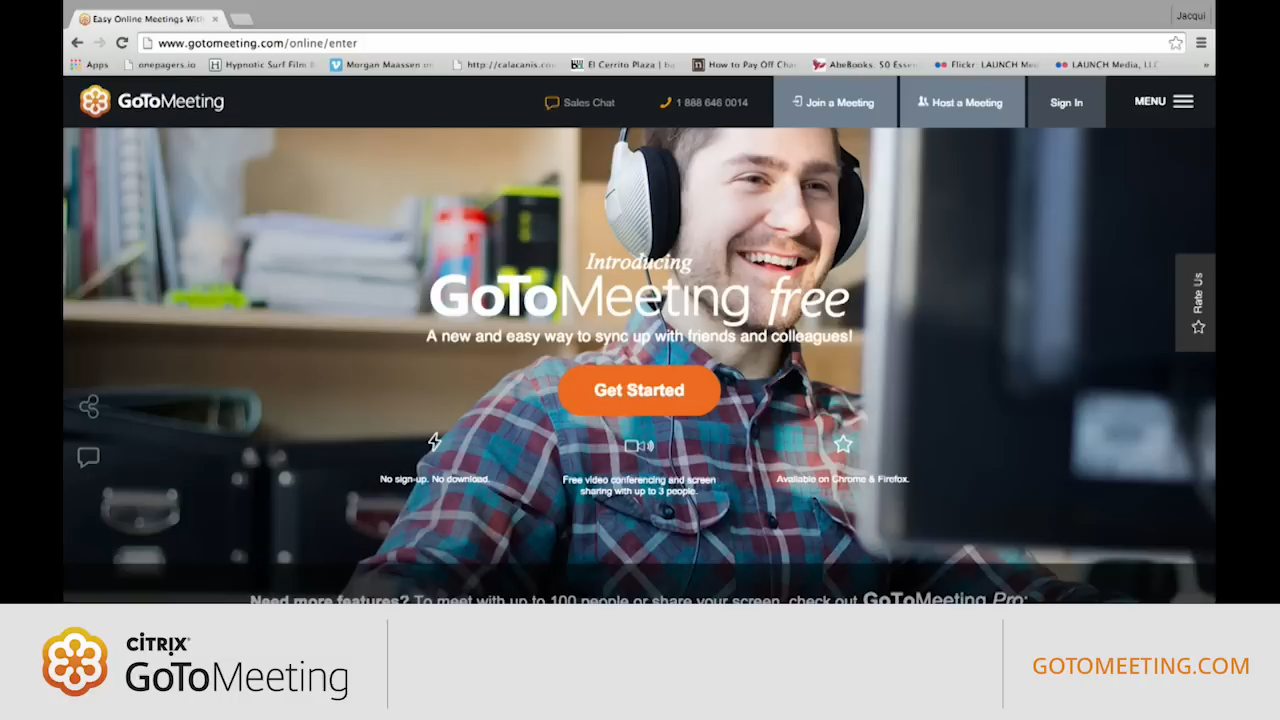 Easy Online Meetings With
Jacqui
www.gotomeeting.com/online/enter
Apps
onepagers.io
Hypnotic Surf Film &
Morgan Maassen on
http://calacanis.com
El Cerrito Plaza | ba
How to Pay Off
AbeBooks: 50 Essen
Flickr LAUNCH Med
LAUNCH Media, LLC
»
GoToMeeting
Sales Chat
1 888 646 0014
Join a Meeting
Host a Meeting
Sign In
MENU
Introducing
GoToMeeting free
A new and easy way to sync up with friends and colleagues!
Rate Us
Get Started
No sign-up. No download.
Free video conferencing and screen
sharing with up to 3 people.
Available on Chrome & Firefox.
Need more features? To meet with up to 100 people or share your screen, check out GoToMeeting Pro:
CİTRIX®
GoToMeeting
GOTOMEETING.COM